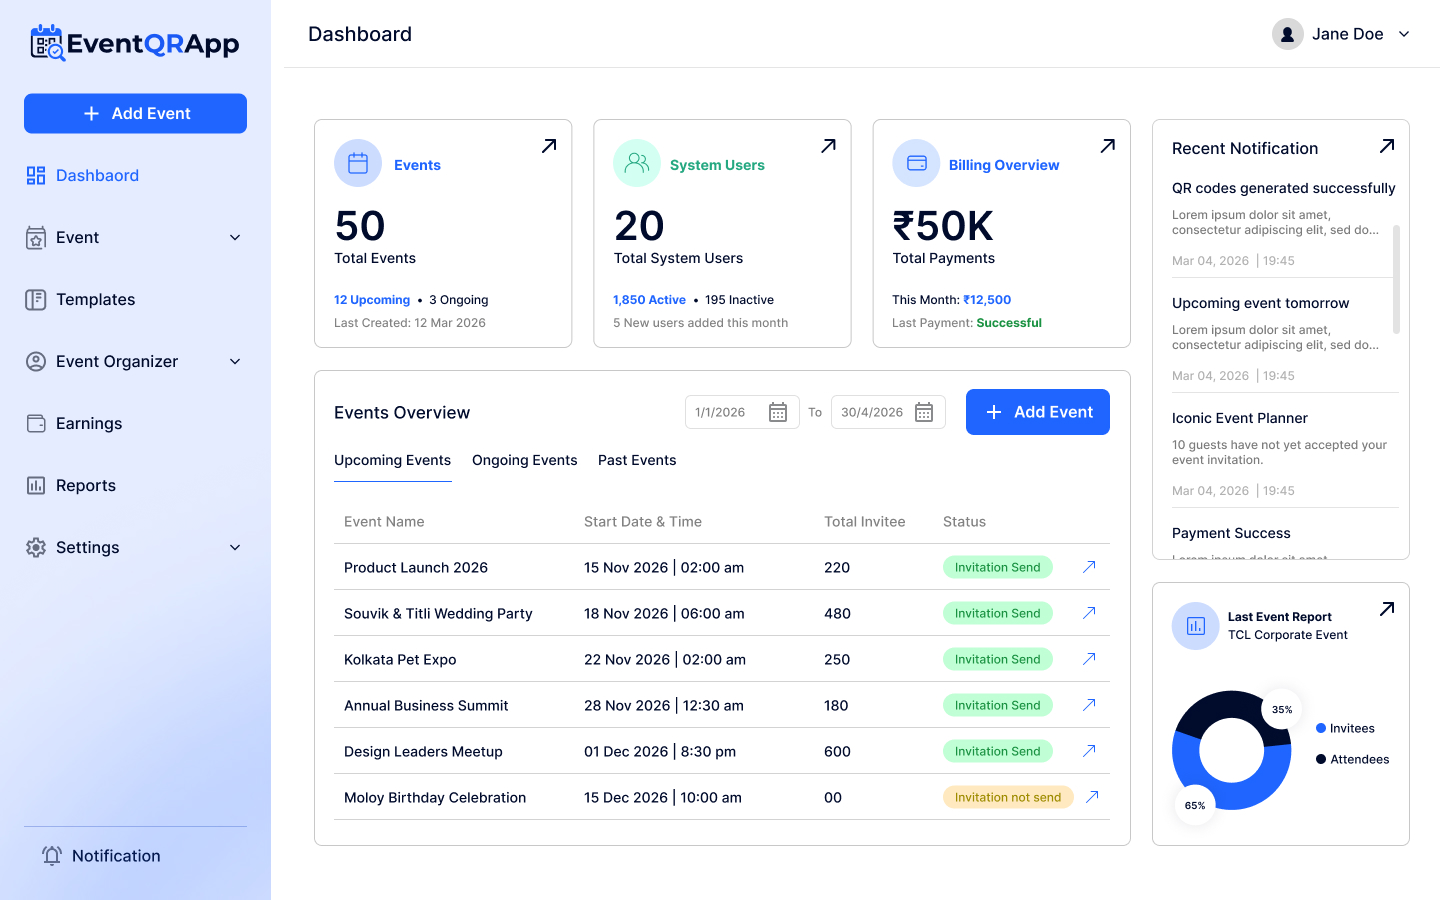 EventQRApp
Add Event
Dashbaord
Event
Templates
Event Organizer
Earnings
Reports
Settings
Notification
Dashboard
Jane Doe
Events
50
Total Events
12 Upcoming • 3 Ongoing
Last Created: 12 Mar 2026
System Users
20
Total System Users
1,850 Active • 195 Inactive
5 New users added this month
Billing Overview
₹50K
Total Payments
This Month: ₹12,500
Last Payment: Successful
Events Overview
1/1/2026 To 30/4/2026
Add Event
Upcoming Events Ongoing Events Past Events
Event Name Start Date & Time Total Invitee Status
Product Launch 2026 15 Nov 2026 | 02:00 am 220 Invitation Send
Souvik & Titli Wedding Party 18 Nov 2026 | 06:00 am 480 Invitation Send
Kolkata Pet Expo 22 Nov 2026 | 02:00 am 250 Invitation Send
Annual Business Summit 28 Nov 2026 | 12:30 am 180 Invitation Send
Design Leaders Meetup 01 Dec 2026 | 8:30 pm 600 Invitation Send
Moloy Birthday Celebration 15 Dec 2026 | 10:00 am 00 Invitation not send
Recent Notification
QR codes generated successfully
Lorem ipsum dolor sit amet,
consectetur adipiscing elit, sed do...
Mar 04, 2026 | 19:45
Upcoming event tomorrow
Lorem ipsum dolor sit amet,
consectetur adipiscing elit, sed do...
Mar 04, 2026 | 19:45
Iconic Event Planner
10 guests have not yet accepted your
event invitation.
Mar 04, 2026 | 19:45
Payment Success
Lorem ipsum dolor sit amet,
Last Event Report
TCL Corporate Event
35%
65%
Invitees
Attendees